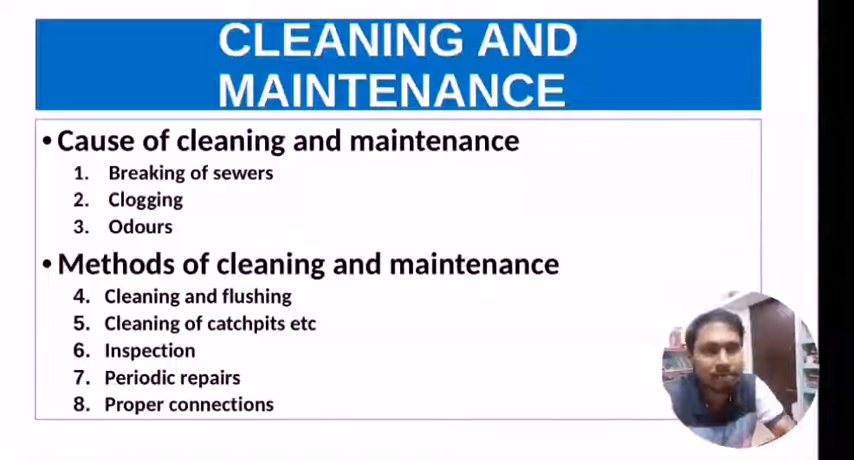 CLEANING AND
MAINTENANCE
• Cause of cleaning and maintenance
1. Breaking of sewers
2. Clogging
3. Odours
• Methods of cleaning and maintenance
4. Cleaning and flushing
5. Cleaning of catchpits etc
6. Inspection
7. Periodic repairs
8. Proper connections